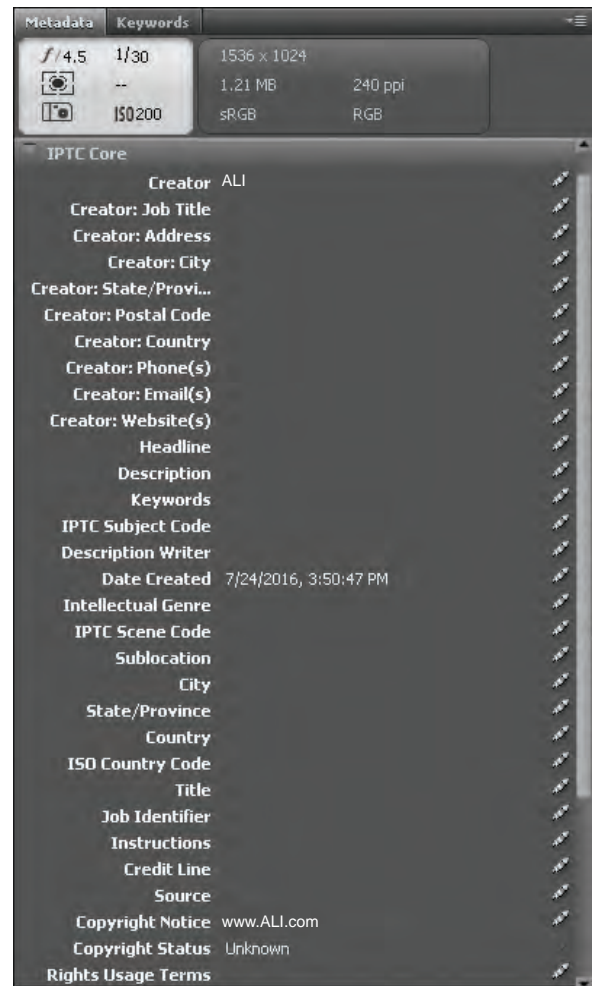 Metadata Keywords
f/4.5 1/30
--
ISO200
1536 x 1024
1.21 MB 240 ppi
sRGB RGB
IPTC Core
Creator ALI
Creator: Job Title
Creator: Address
Creator: City
Creator: State/Provi...
Creator: Postal Code
Creator: Country
Creator: Phone(s)
Creator: Email(s)
Creator: Website(s)
Headline
Description
Keywords
IPTC Subject Code
Description Writer
Date Created 7/24/2016, 3:50:47 PM
Intellectual Genre
IPTC Scene Code
Sublocation
City
State/Province
Country
ISO Country Code
Title
Job Identifier
Instructions
Credit Line
Source
Copyright Notice www.ALI.com
Copyright Status Unknown
Rights Usage Terms